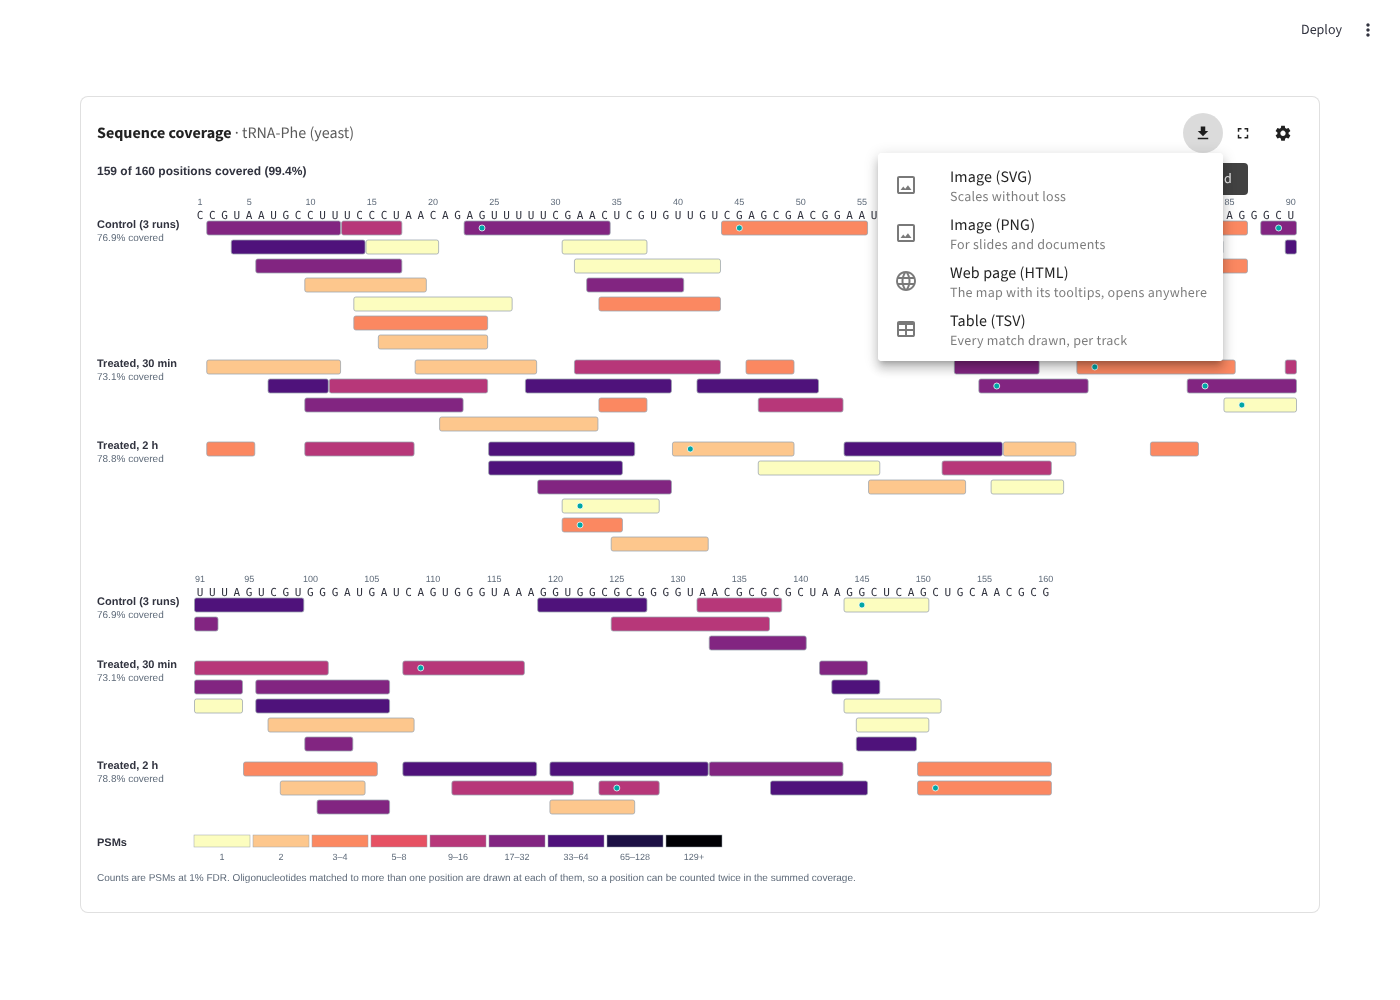 Deploy
Sequence coverage · tRNA-Phe (yeast)
159 of 160 positions covered (99.4%)
d
Image (SVG)
Scales without loss
Image (PNG)
For slides and documents
Web page (HTML)
The map with its tooltips, opens anywhere
Table (TSV)
Every match drawn, per track
1 5 10 15 20 25 30 35 40 45 50 55 85 90
C C G U A A U G C C U U U C C C U A A C A G A G U U U U U C G A A C U C G U G U U G U C G A G C G A C G G A A U A G G G C U
Control (3 runs)
76.9% covered
Treated, 30 min
73.1% covered
Treated, 2 h
78.8% covered
91 95 100 105 110 115 120 125 130 135 140 145 150 155 160
U U U A G U C G U G G G A U G A U C A G U G G G U A A A G G U G G C G C G G G G U A A C G C G C G C U A A G G C U C A G C U G C A A C G C G
Control (3 runs)
76.9% covered
Treated, 30 min
73.1% covered
Treated, 2 h
78.8% covered
PSMs
1 2 3–4 5–8 9–16 17–32 33–64 65–128 129+
Counts are PSMs at 1% FDR. Oligonucleotides matched to more than one position are drawn at each of them, so a position can be counted twice in the summed coverage.